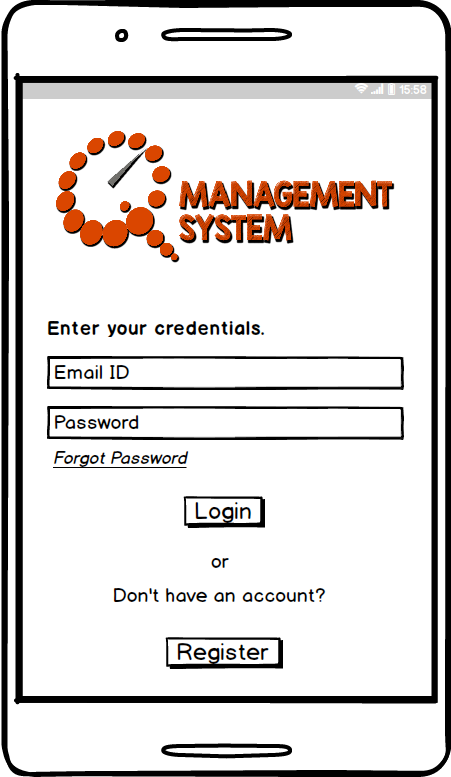 15:58
MANAGEMENT
SYSTEM
Enter your credentials.
Email ID
Password
Forgot Password
Login
or
Don't have an account?
Register